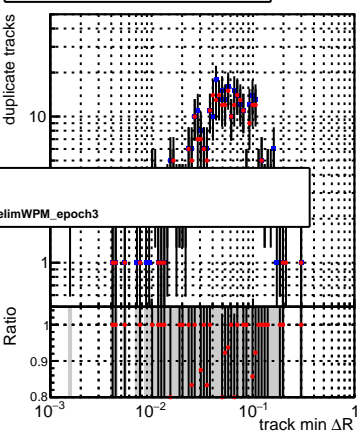 duplicate tracks
10
elimWPM_epoch3
1
Ratio
1
0.9
0.8
10−3 10−2 10−1 1
track min ΔR